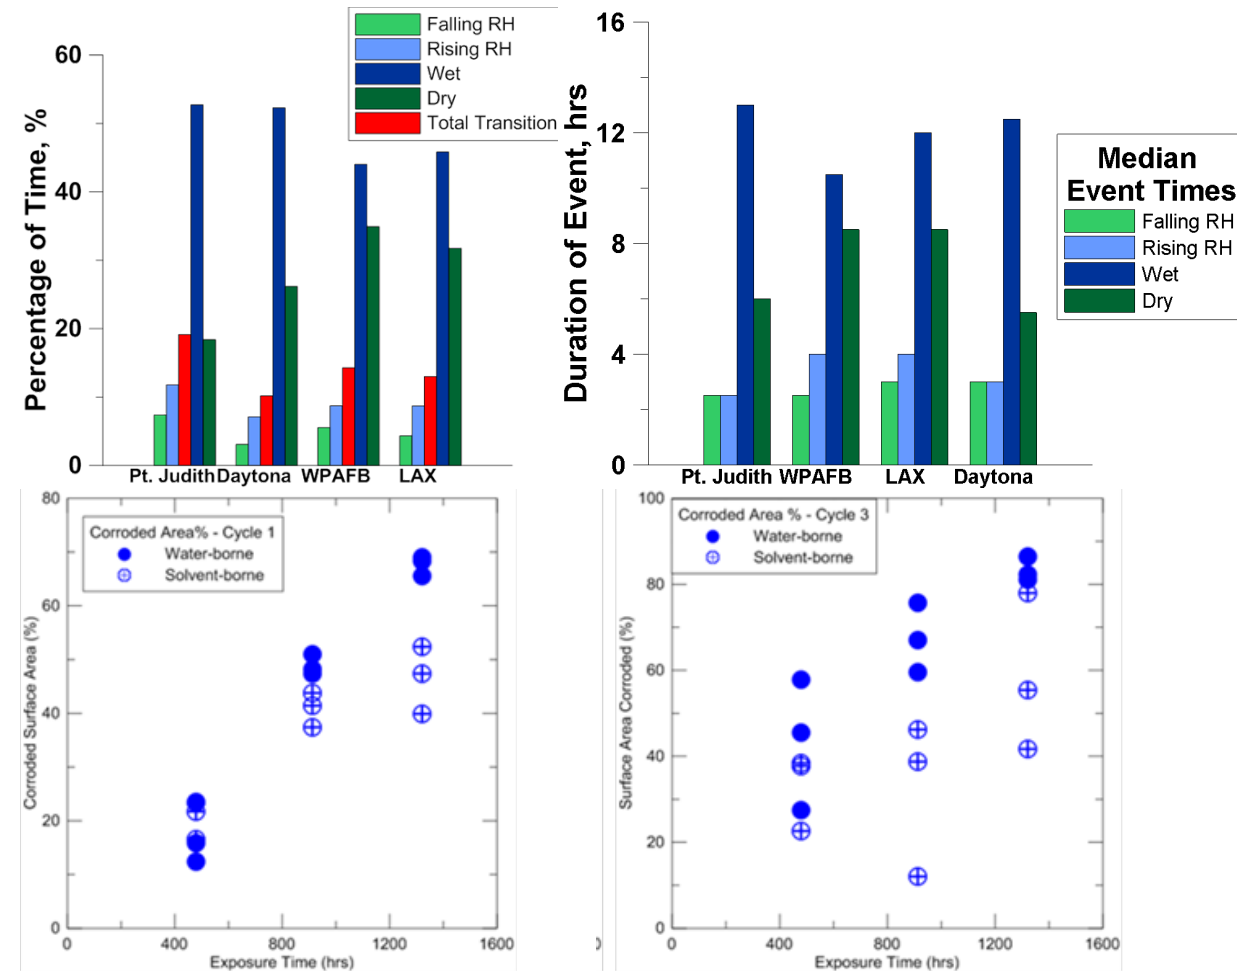 Falling RH
Rising RH
Wet
Dry
Total Transition
60
40
20
0
Percentage of Time, %
Pt. Judith Daytona WPAFB LAX
16
12
8
4
0
Duration of Event, hrs
Median
Event Times
Falling RH
Rising RH
Wet
Dry
Pt. Judith WPAFB LAX Daytona
80
60
40
20
0
Corroded Surface Area (%)
Corroded Area% - Cycle 1
Water-borne
Solvent-borne
0 400 800 1200 1600
Exposure Time (hrs)
0
100
80
60
40
20
0
Surface Area Corroded (%)
Corroded Area % - Cycle 3
Water-borne
Solvent-borne
0 400 800 1200 1600
Exposure Time (hrs)